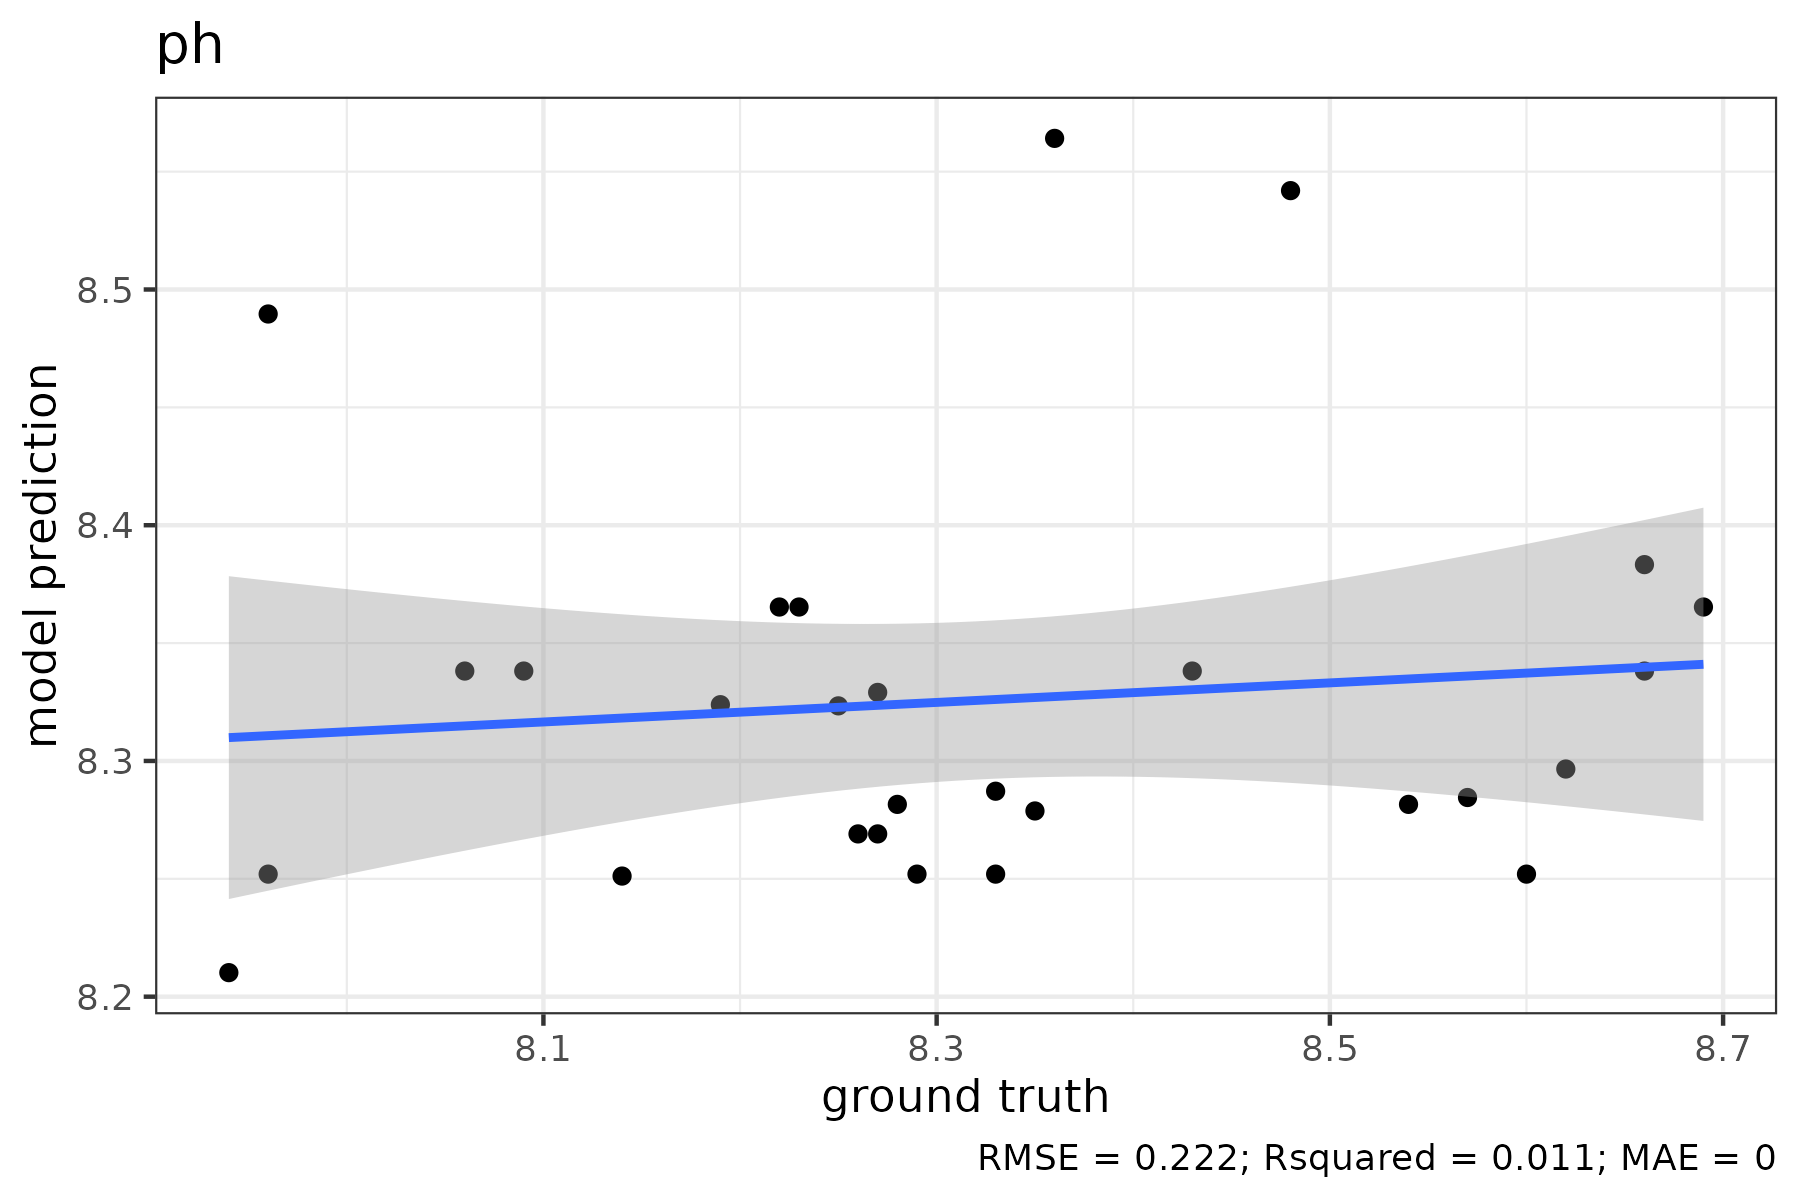 ph
8.5
8.4
8.3
8.2
model prediction
8.1 8.3 8.5 8.7
ground truth
RMSE = 0.222; Rsquared = 0.011; MAE = 0